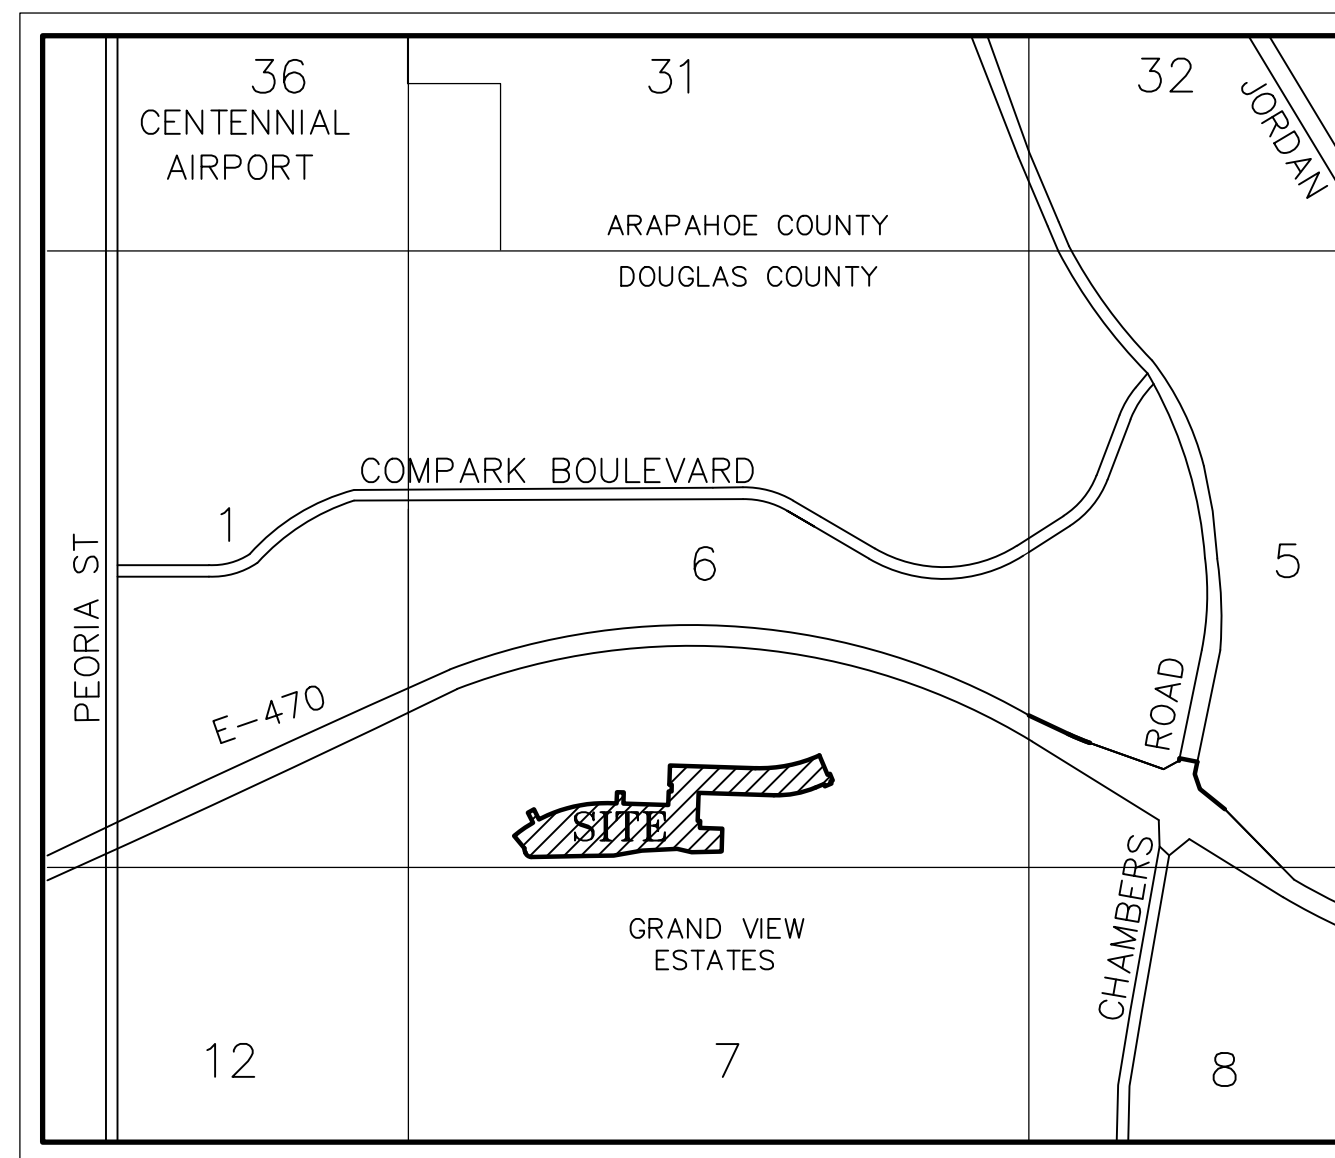 36
31
32
CENTENNIAL
AIRPORT
JORDAN
ARAPAHOE COUNTY
DOUGLAS COUNTY
COMPARK BOULEVARD
1
6
5
PEORIA ST
E-470
ROAD
SITE
CHAMBERS
GRAND VIEW
ESTATES
12
7
8